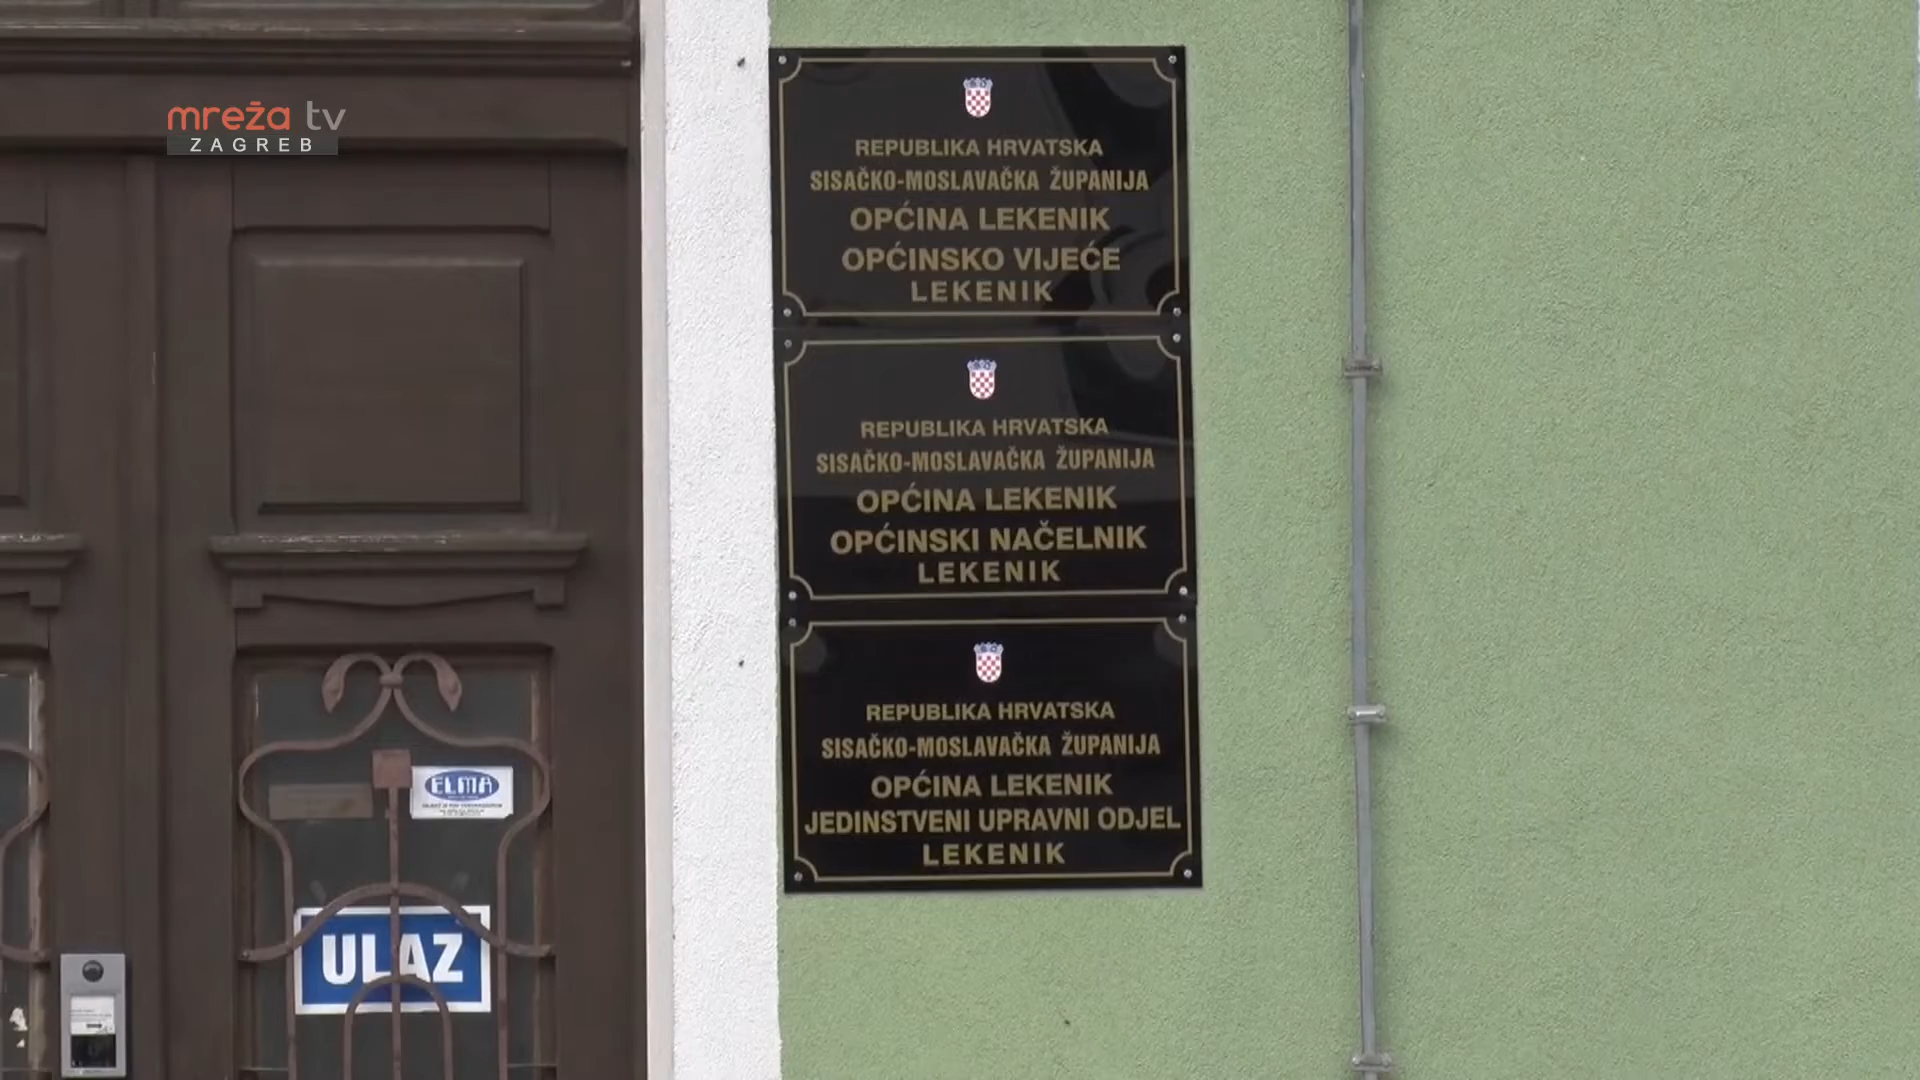 mreža tv
ZAGREB
REPUBLIKA HRVATSKA
SISAČKO-MOSLAVAČKA ŽUPANIJA
OPĆINA LEKENIK
OPĆINSKO VIJEĆE
LEKENIK
REPUBLIKA HRVATSKA
SISAČKO-MOSLAVAČKA ŽUPANIJA
OPĆINA LEKENIK
OPĆINSKI NAČELNIK
LEKENIK
REPUBLIKA HRVATSKA
SISAČKO-MOSLAVAČKA ŽUPANIJA
OPĆINA LEKENIK
JEDINSTVENI UPRAVNI ODJEL
LEKENIK
ELMA
ULAZ